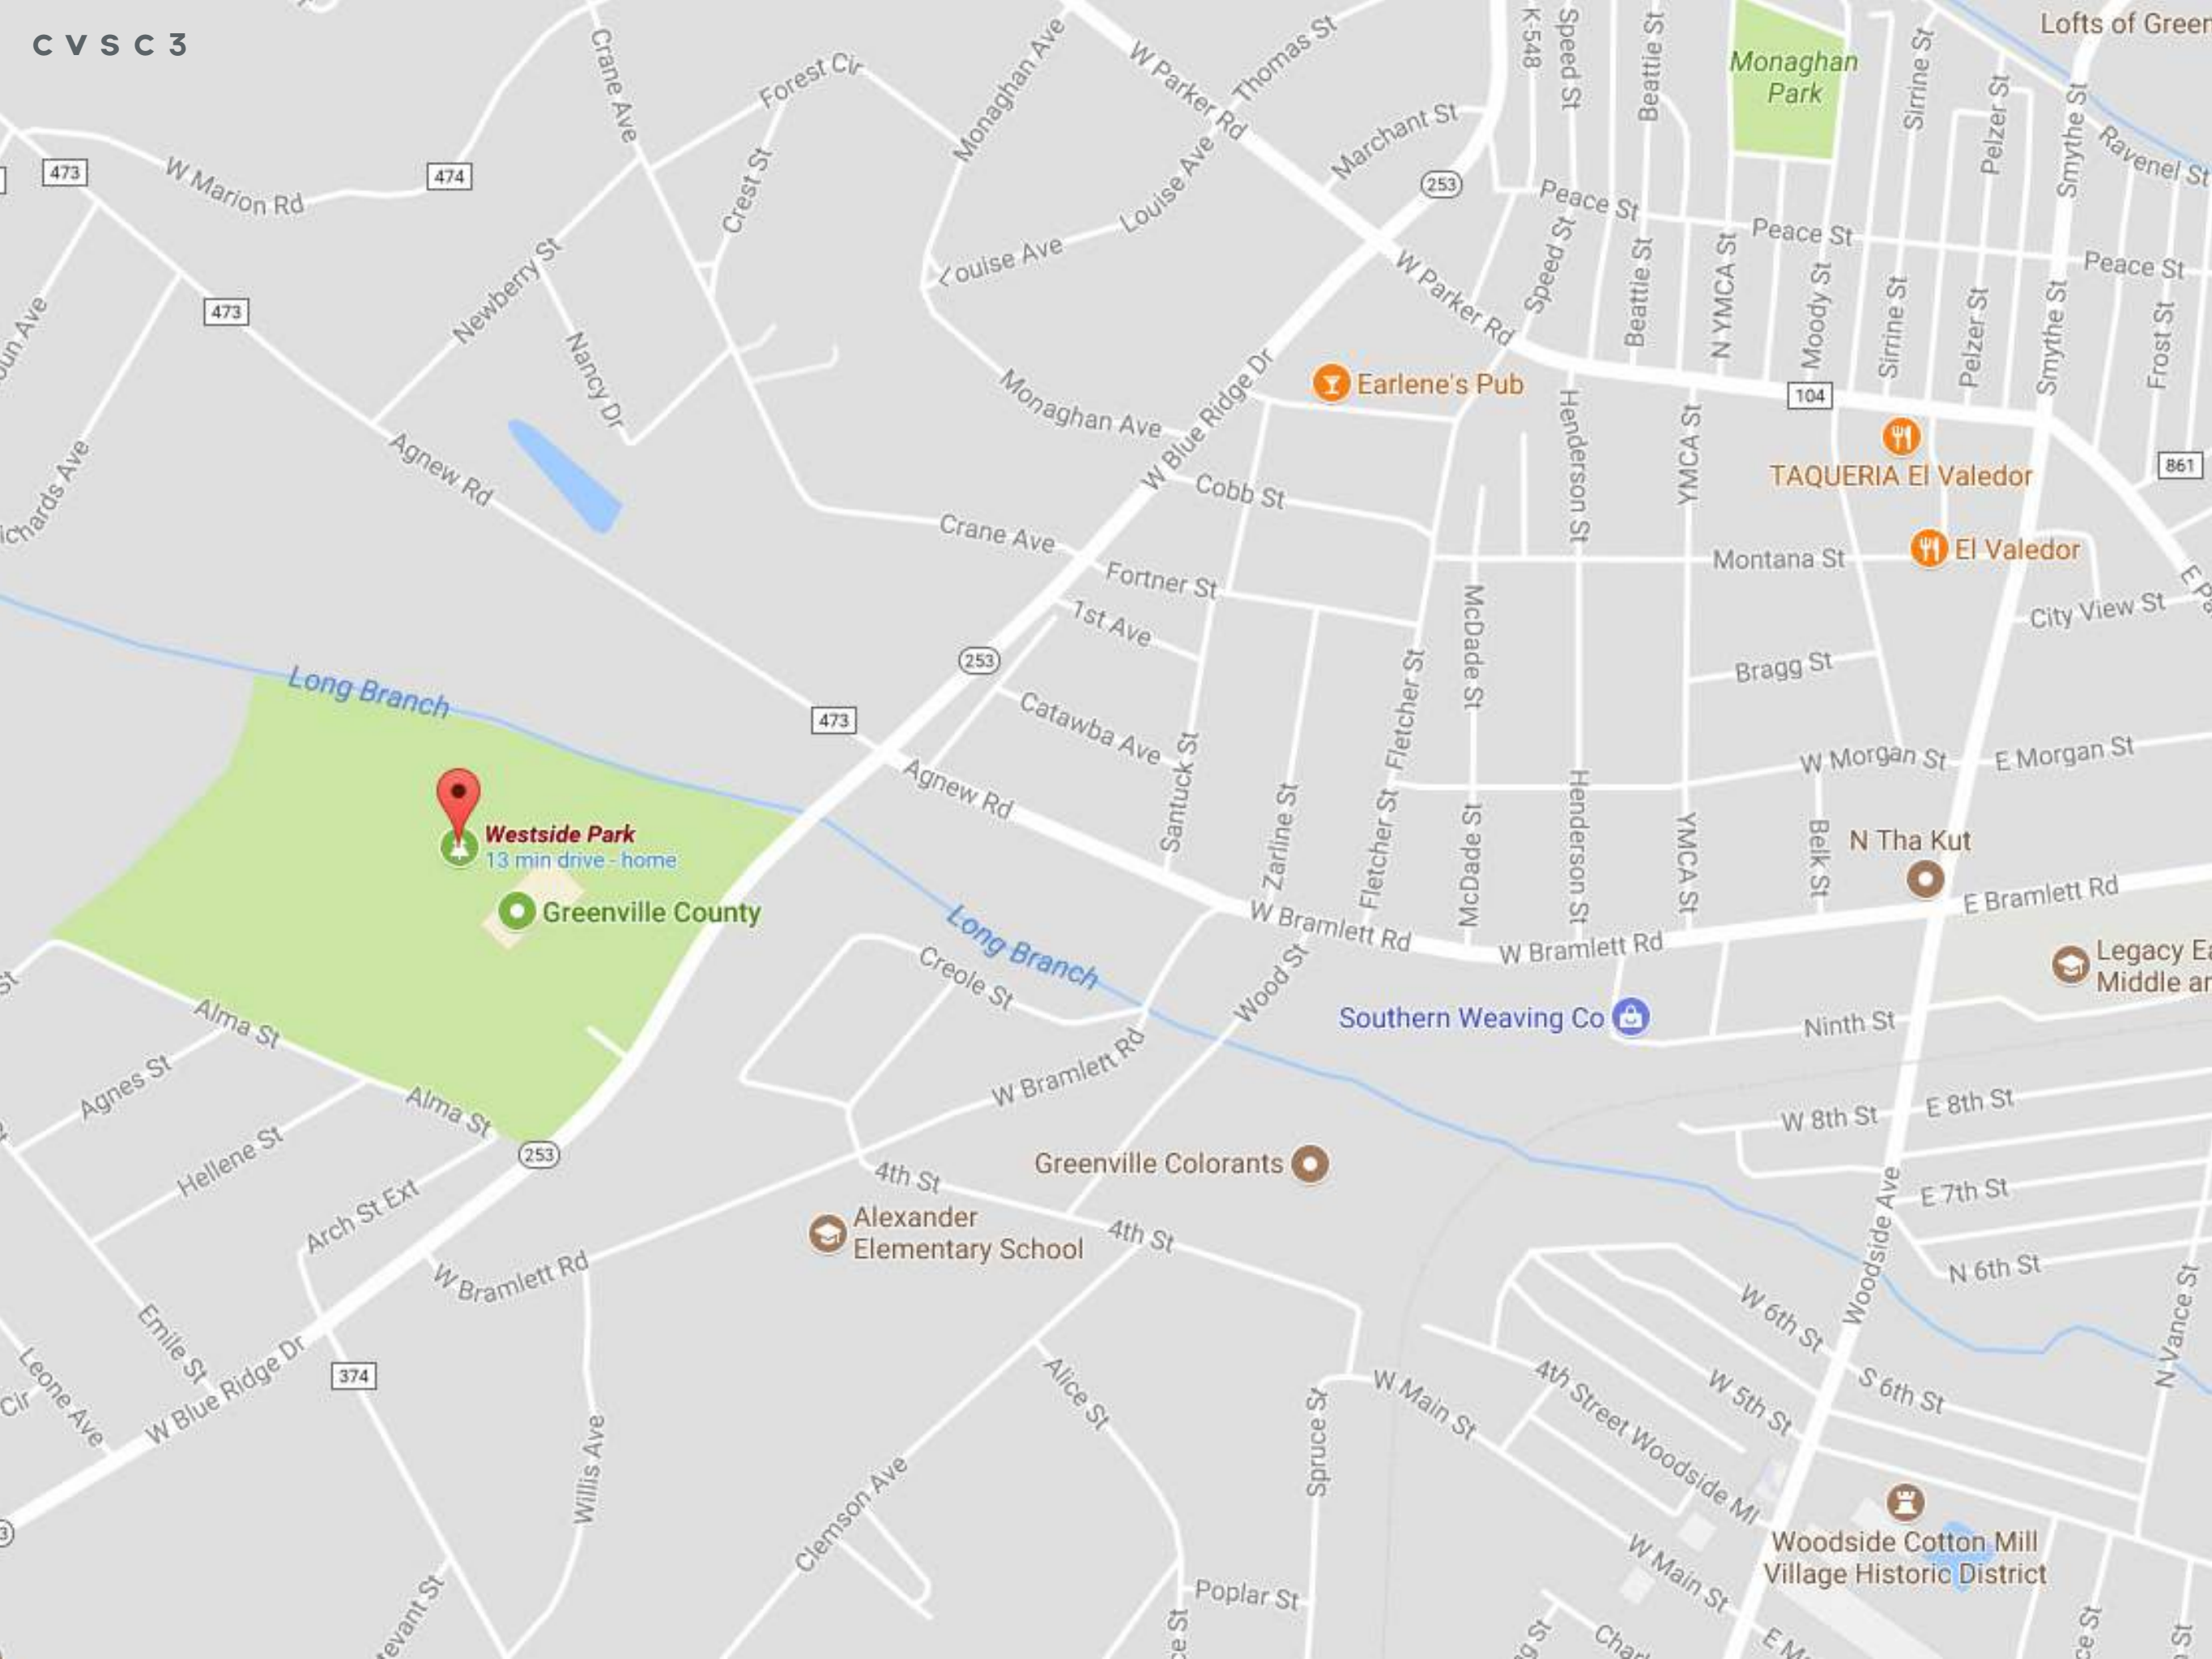 CVSC3
Lofts of Green
Crane Ave
Forest Cir
Monaghan Ave
W Parker Rd
Thomas St
K-548
Speed St
Beattie St
Monaghan
Park
Sirrine St
Pelzer St
Smythe St
Ravenel St
473
W Marion Rd
474
Crest St
Louise Ave
Marchant St
253
Peace St
Peace St
Peace St
Newberry St
Louise Ave
W Parker Rd
Speed St
Beattie St
N YMCA St
Moody St
Sirrine St
Pelzer St
Smythe St
Frost St
473
Nancy Dr
Monaghan Ave
W Blue Ridge Dr
Earlene's Pub
104
Henderson St
YMCA St
TAQUERIA El Valedor
861
Agnew Rd
Cobb St
Crane Ave
Fortner St
Montana St
El Valedor
City View St
1st Ave
McDade St
Bragg St
Long Branch
253
473
Catawba Ave
Fletcher St
Santuck St
W Morgan St
E Morgan St
Agnew Rd
Zarline St
Fletcher St
McDade St
Henderson St
YMCA St
Belk St
N Tha Kut
Westside Park
13 min drive - home
Greenville County
W Bramlett Rd
W Bramlett Rd
E Bramlett Rd
Long Branch
Creole St
Wood St
Legacy Ea
Middle an
Southern Weaving Co
Ninth St
Alma St
Agnes St
Alma St
W Bramlett Rd
W 8th St
E 8th St
Hellene St
253
Greenville Colorants
4th St
E 7th St
Arch St Ext
Alexander
Elementary School
4th St
Woodside Ave
N 6th St
W Bramlett Rd
Emile St
W 6th St
N Vance St
Leone Ave
Cir
374
W Blue Ridge Dr
Alice St
Spruce St
W Main St
4th Street Woodside Ml
W 5th St
S 6th St
Willis Ave
Clemson Ave
Woodside Cotton Mill
Village Historic District
W Main St
Poplar St